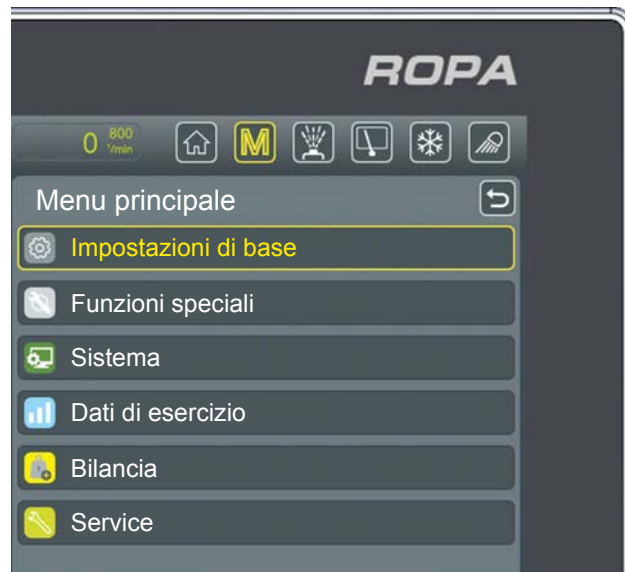 ROPA
0 800
1/min
M
Menu principale
Impostazioni di base
Funzioni speciali
Sistema
Dati di esercizio
Bilancia
Service